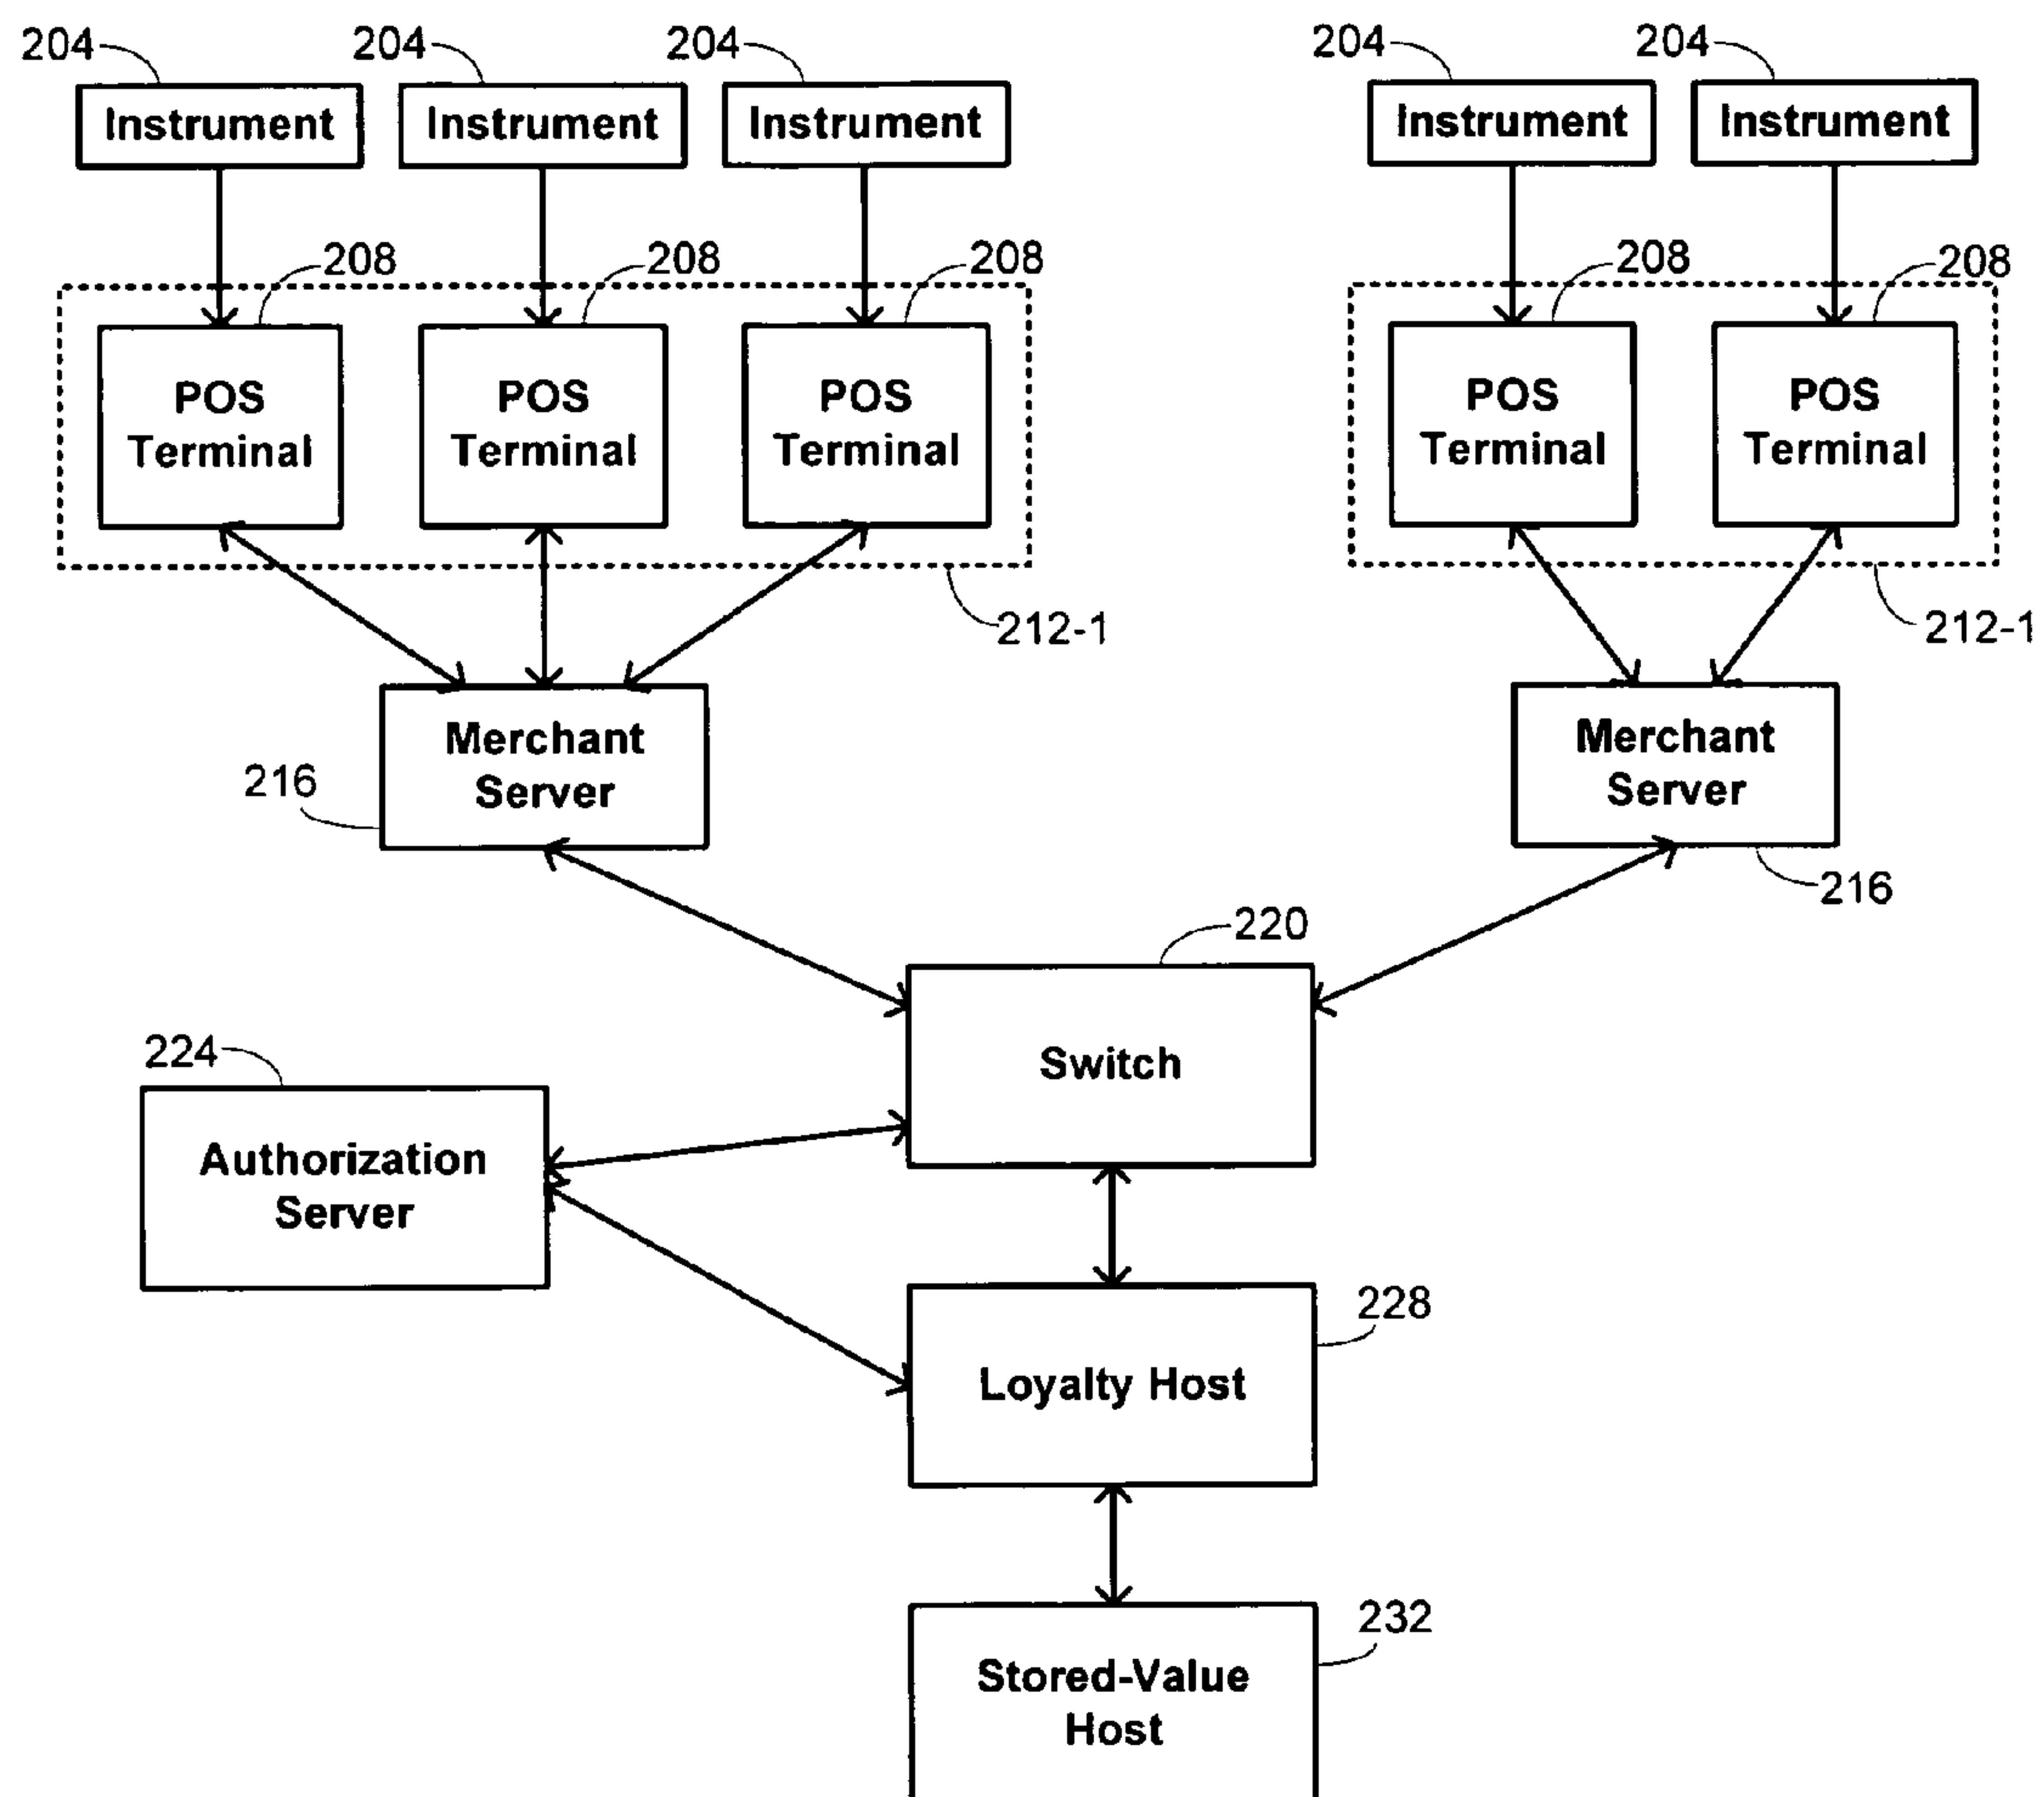 204 204 204 204 204
Instrument Instrument Instrument Instrument Instrument
208 208 208 208 208
POS POS POS POS POS
Terminal Terminal Terminal Terminal Terminal
212-1 212-1
Merchant Merchant
Server Server
216 216
220
Switch
224
Authorization
Server
228
Loyalty Host
232
Stored-Value
Host